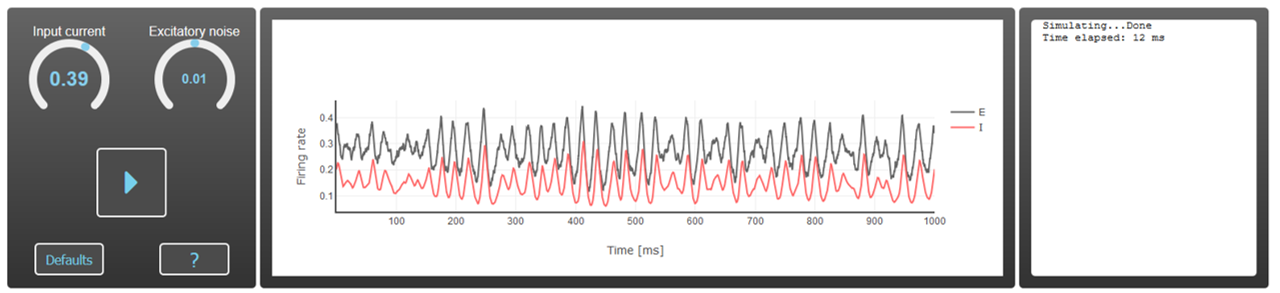 Input current
Excitatory noise
0.39
0.01
Defaults
?
Firing rate
0.4
0.3
0.2
0.1
100 200 300 400 500 600 700 800 900 1000
Time [ms]
E
I
Simulating...Done
Time elapsed: 12 ms